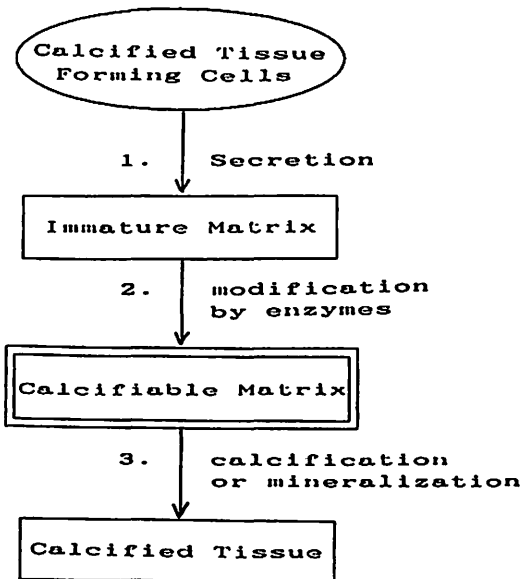 Calcified Tissue
Forming Cells
1. Secretion
Immature Matrix
2. modification
by enzymes
Calcifiable Matrix
3. calcification
or mineralization
Calcified Tissue